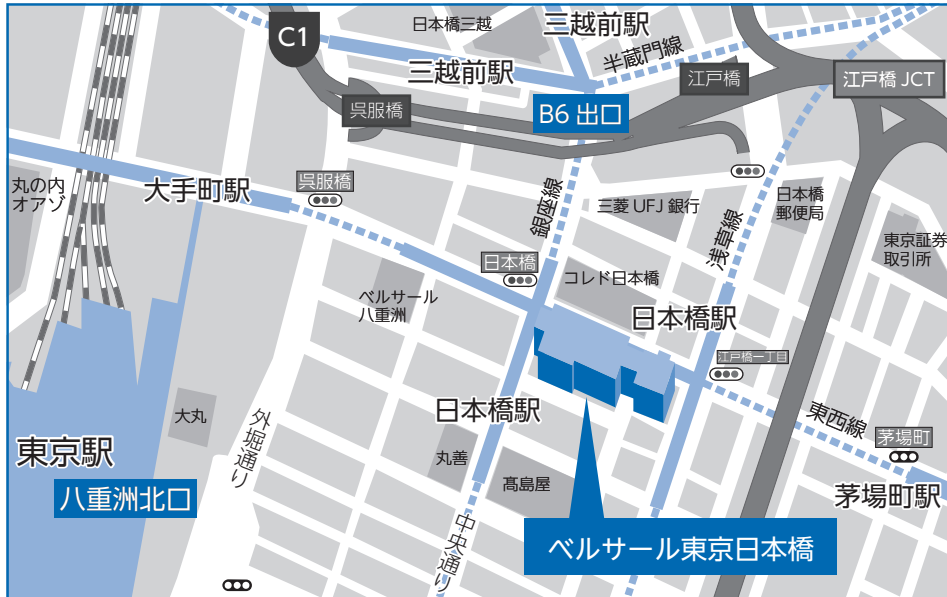 C1
日本橋三越
三越前駅
半蔵門線
三越前駅
江戸橋
江戸橋 JCT
呉服橋
B6 出口
丸の内
オアゾ
大手町駅
呉服橋
銀座線
三菱 UFJ 銀行
浅草線
日本橋
郵便局
東京証券
取引所
日本橋
コレド日本橋
ベルサール
八重洲
日本橋駅
江戸橋一丁目
大丸
外堀通り
日本橋駅
東西線
茅場町
東京駅
丸善
髙島屋
八重洲北口
茅場町駅
中央通り
ベルサール東京日本橋